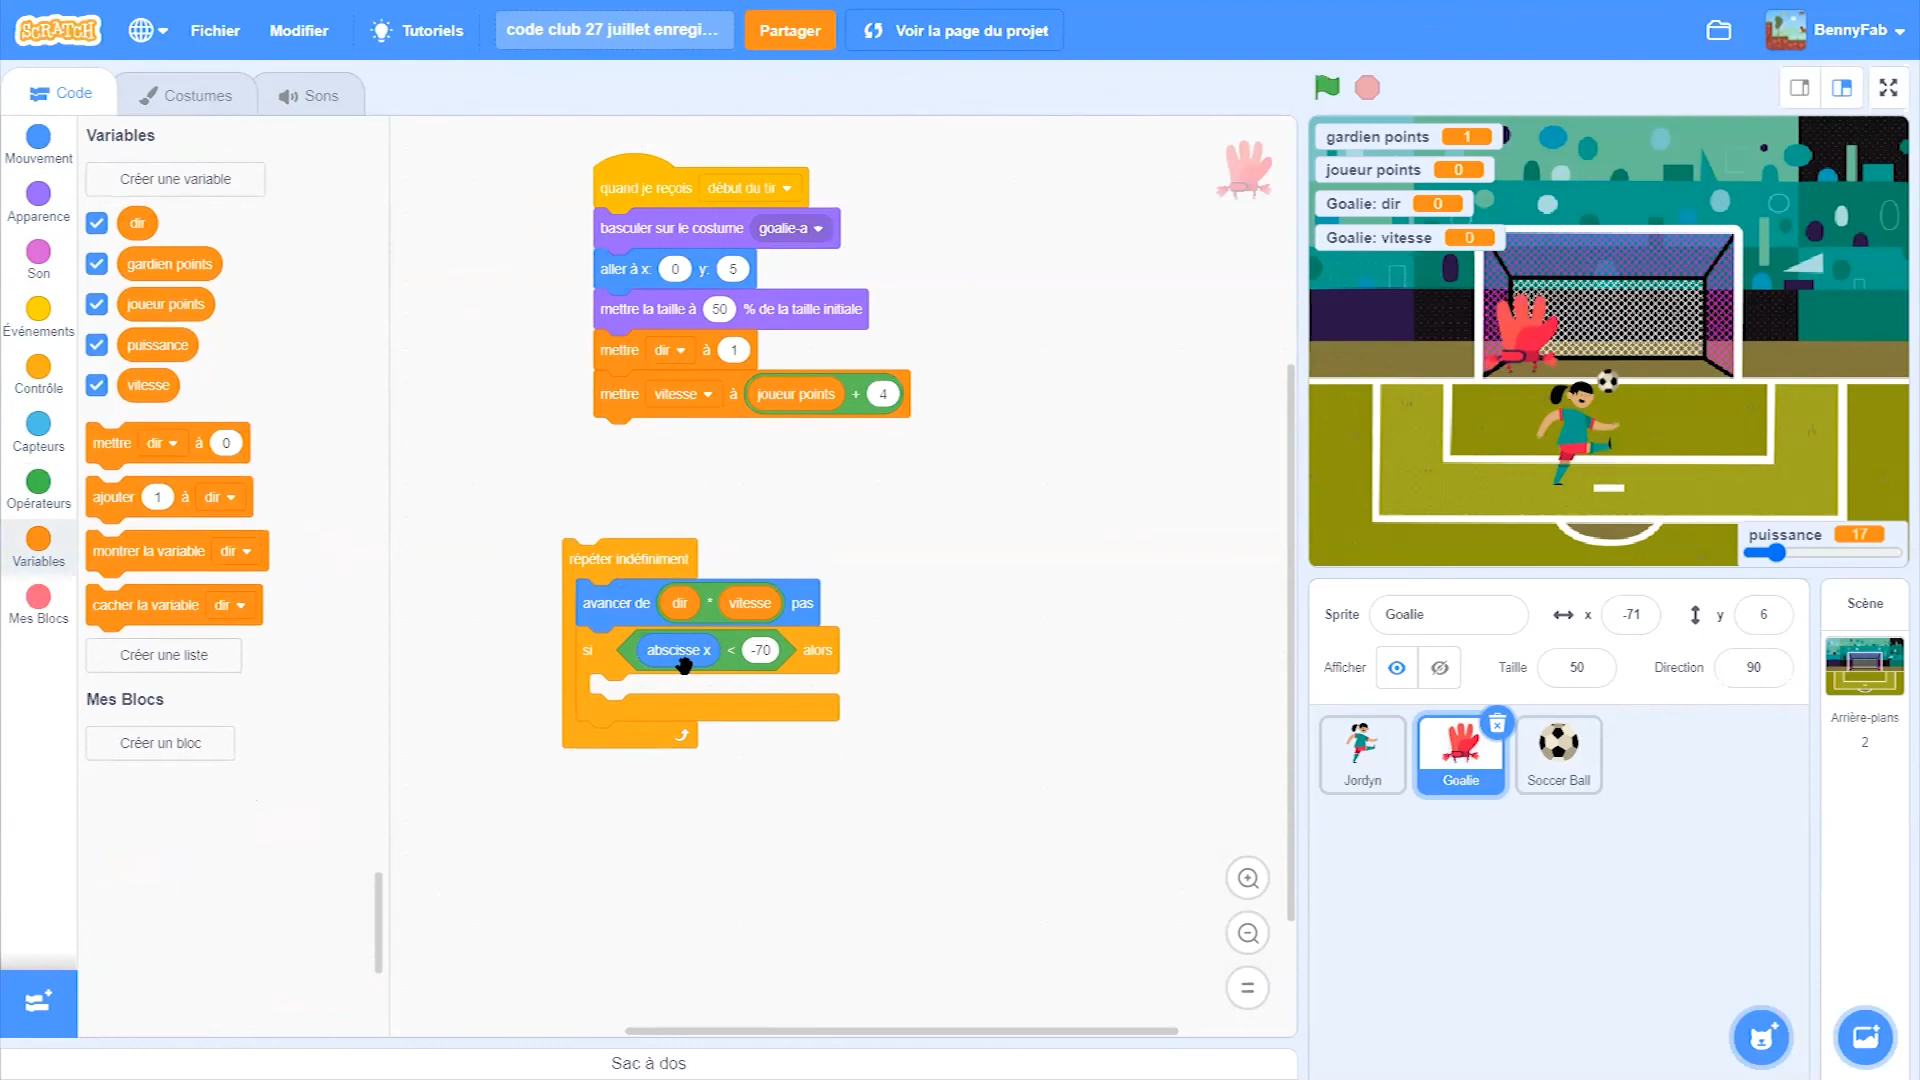 SCRATCH
Fichier
Modifier
Tutoriels
code club 27 juillet enregi...
Partager
Voir la page du projet
BennyFab
Code
Costumes
Sons
Mouvement
Apparence
Son
Événements
Contrôle
Capteurs
Opérateurs
Variables
Mes Blocs
Variables
Créer une variable
dir
gardien points
joueur points
puissance
vitesse
mettre dir à 0
ajouter 1 à dir
montrer la variable dir
cacher la variable dir
Créer une liste
Mes Blocs
Créer un bloc
quand je reçois début du tir
basculer sur le costume goalie-a
aller à x: 0 y: 5
mettre la taille à 50 % de la taille initiale
mettre dir à 1
mettre vitesse à joueur points + 4
répéter indéfiniment
avancer de dir * vitesse pas
si abscisse x < -70 alors
gardien points 1
joueur points 0
Goalie: dir 0
Goalie: vitesse 0
puissance 17
Sprite Goalie x -71 y 6
Afficher Taille 50 Direction 90
Jordyn
Goalie
Soccer Ball
Scène
Arrière-plans
2
Sac à dos